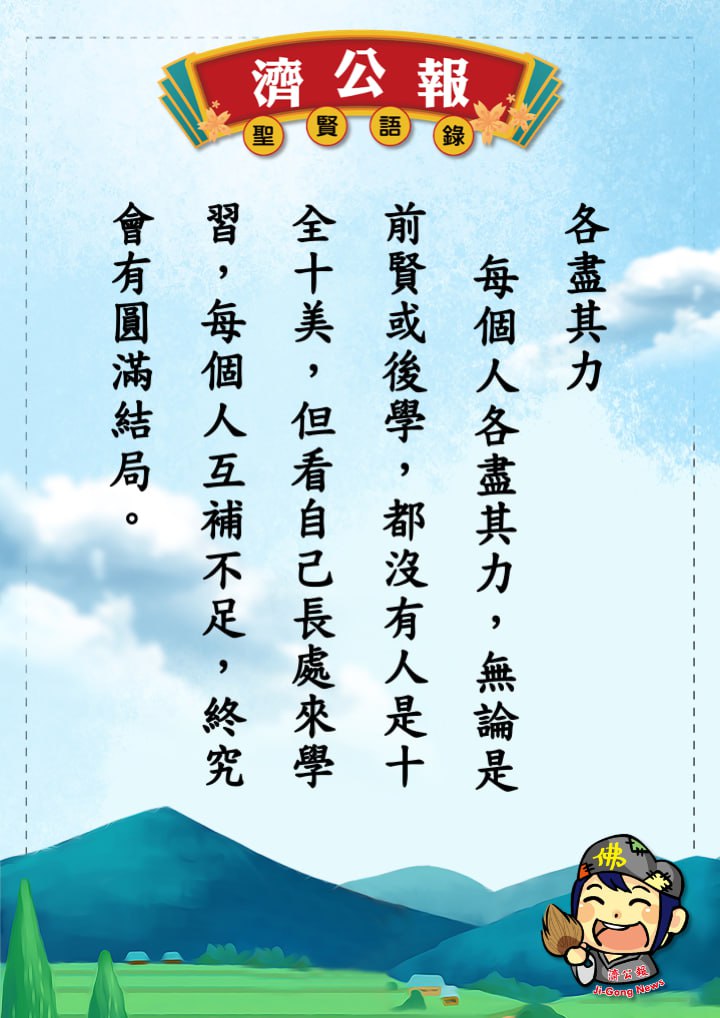 濟公報
聖賢語錄
各盡其力
每個人各盡其力，無論是
前賢或後學，都沒有人是十
全十美，但看自己長處來學
習，每個人互補不足，終究
會有圓滿結局。
佛
濟公報
Ji-Gong News